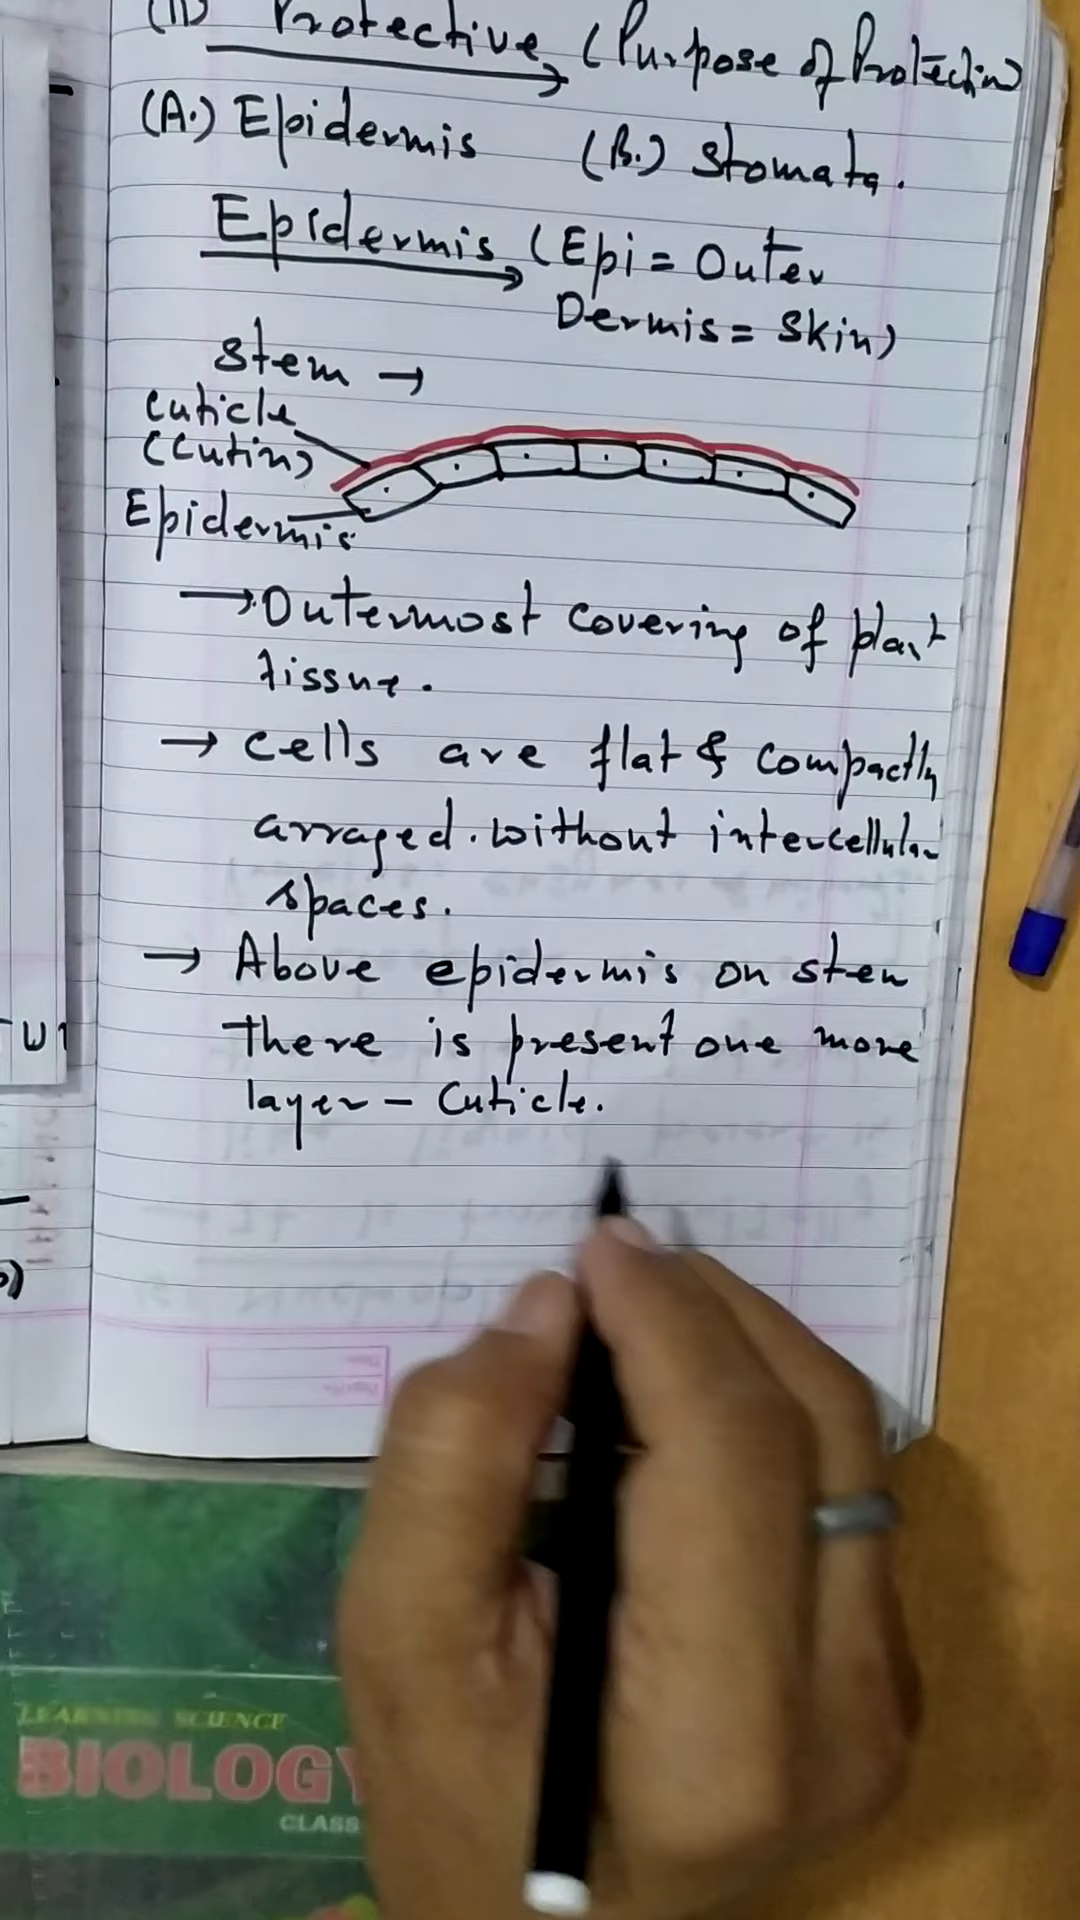 (II) Protective (Purpose of Protection)
(A.) Epidermis (B.) Stomata.
Epidermis (Epi = Outer
Dermis = Skin)
Stem →
Cuticle
(Cutin)
Epidermis
→ Outermost covering of plant
tissue.
→ Cells are flat & compactly
arraged. without intercellular
spaces.
→ Above epidermis on stem
there is present one more
layer - Cuticle.
LEARNING SCIENCE
BIOLOGY
CLASS